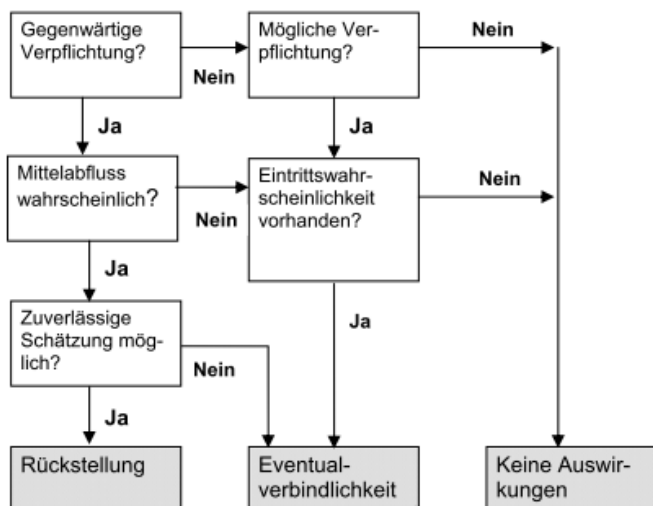 Gegenwärtige
Verpflichtung?
Nein
Mögliche Ver-
pflichtung?
Nein
Ja
Ja
Mittelabfluss
wahrscheinlich?
Nein
Eintrittswahr-
scheinlichkeit
vorhanden?
Nein
Ja
Ja
Zuverlässige
Schätzung mög-
lich?
Nein
Ja
Rückstellung
Eventual-
verbindlichkeit
Keine Auswir-
kungen